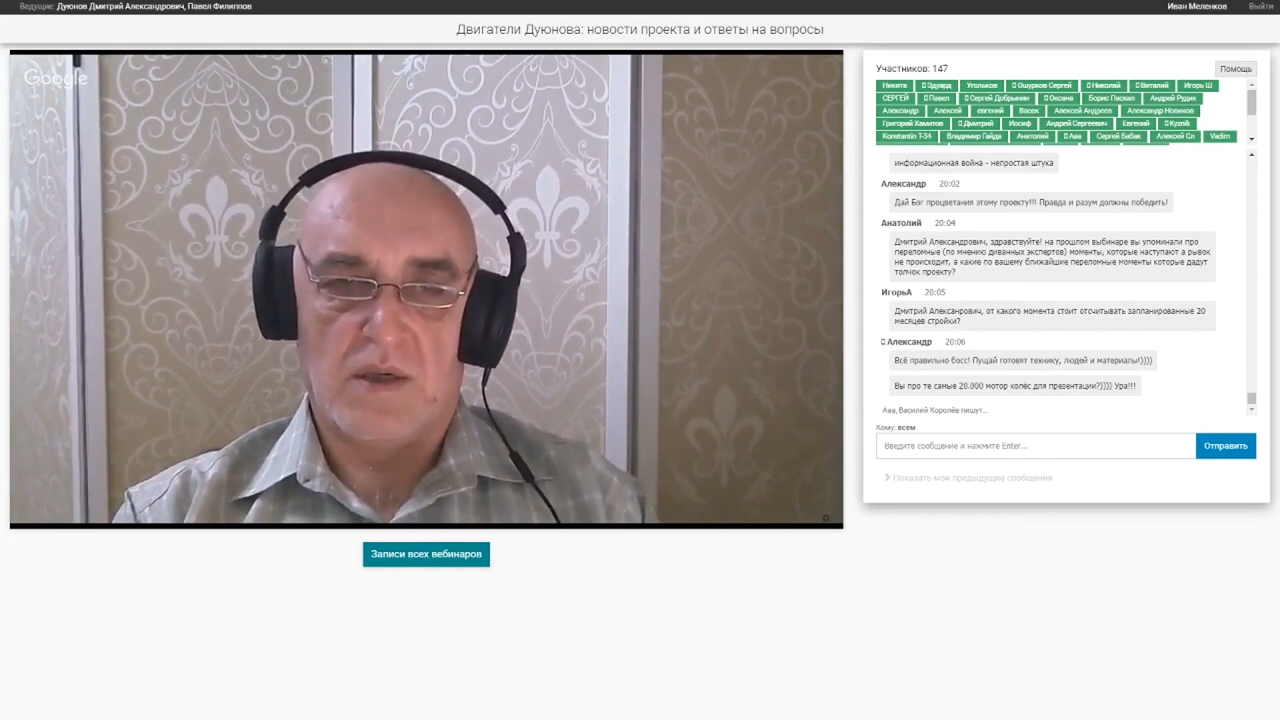 Ведущие: Дуюнов Дмитрий Александрович, Павел Филиппов
Иван Меленков
Выйти
Двигатели Дуюнова: новости проекта и ответы на вопросы
Google
Участников: 147
Помощь
Никита Эдуард Угольков Ошурков Сергей Николай Виталий Игорь Ш
СЕРГЕЙ Павел Сергей Добрынин Оксана Борис Паскал Андрей Рудик
Александр Алексей евгений Васек Алексей Андреев Александр Новиков
Григорий Хамитов Дмитрий Иосиф Андрей Сергеевич Евгений Kyznik
Konstantin T-34 Владимир Гайда Анатолий Ааа Сергей Бабак Алексей Сл Vadim
информационная война - непростая штука
Александр 20:02
Дай Бог процветания этому проекту!!! Правда и разум должны победить!
Анатолий 20:04
Дмитрий Александрович, здравствуйте! на прошлом выбинаре вы упоминали про
переломные (по мнению диванных экспертов) моменты, которые наступают а рывок
не происходит, а какие по вашему ближайшие переломные моменты которые дадут
толчок проекту?
ИгорьА 20:05
Дмитрий Алексанрович, от какого момента стоит отсчитывать запланированные 20
месяцев стройки?
Александр 20:06
Всё правильно босс! Пущай готовят технику, людей и материалы!))))
Вы про те самые 20.000 мотор колёс для презентации?)))) Ура!!!
Ааа, Василий Королёв пишут...
Кому: всем
Введите сообщение и нажмите Enter...
Отправить
Показать мои предыдущие сообщения
Записи всех вебинаров